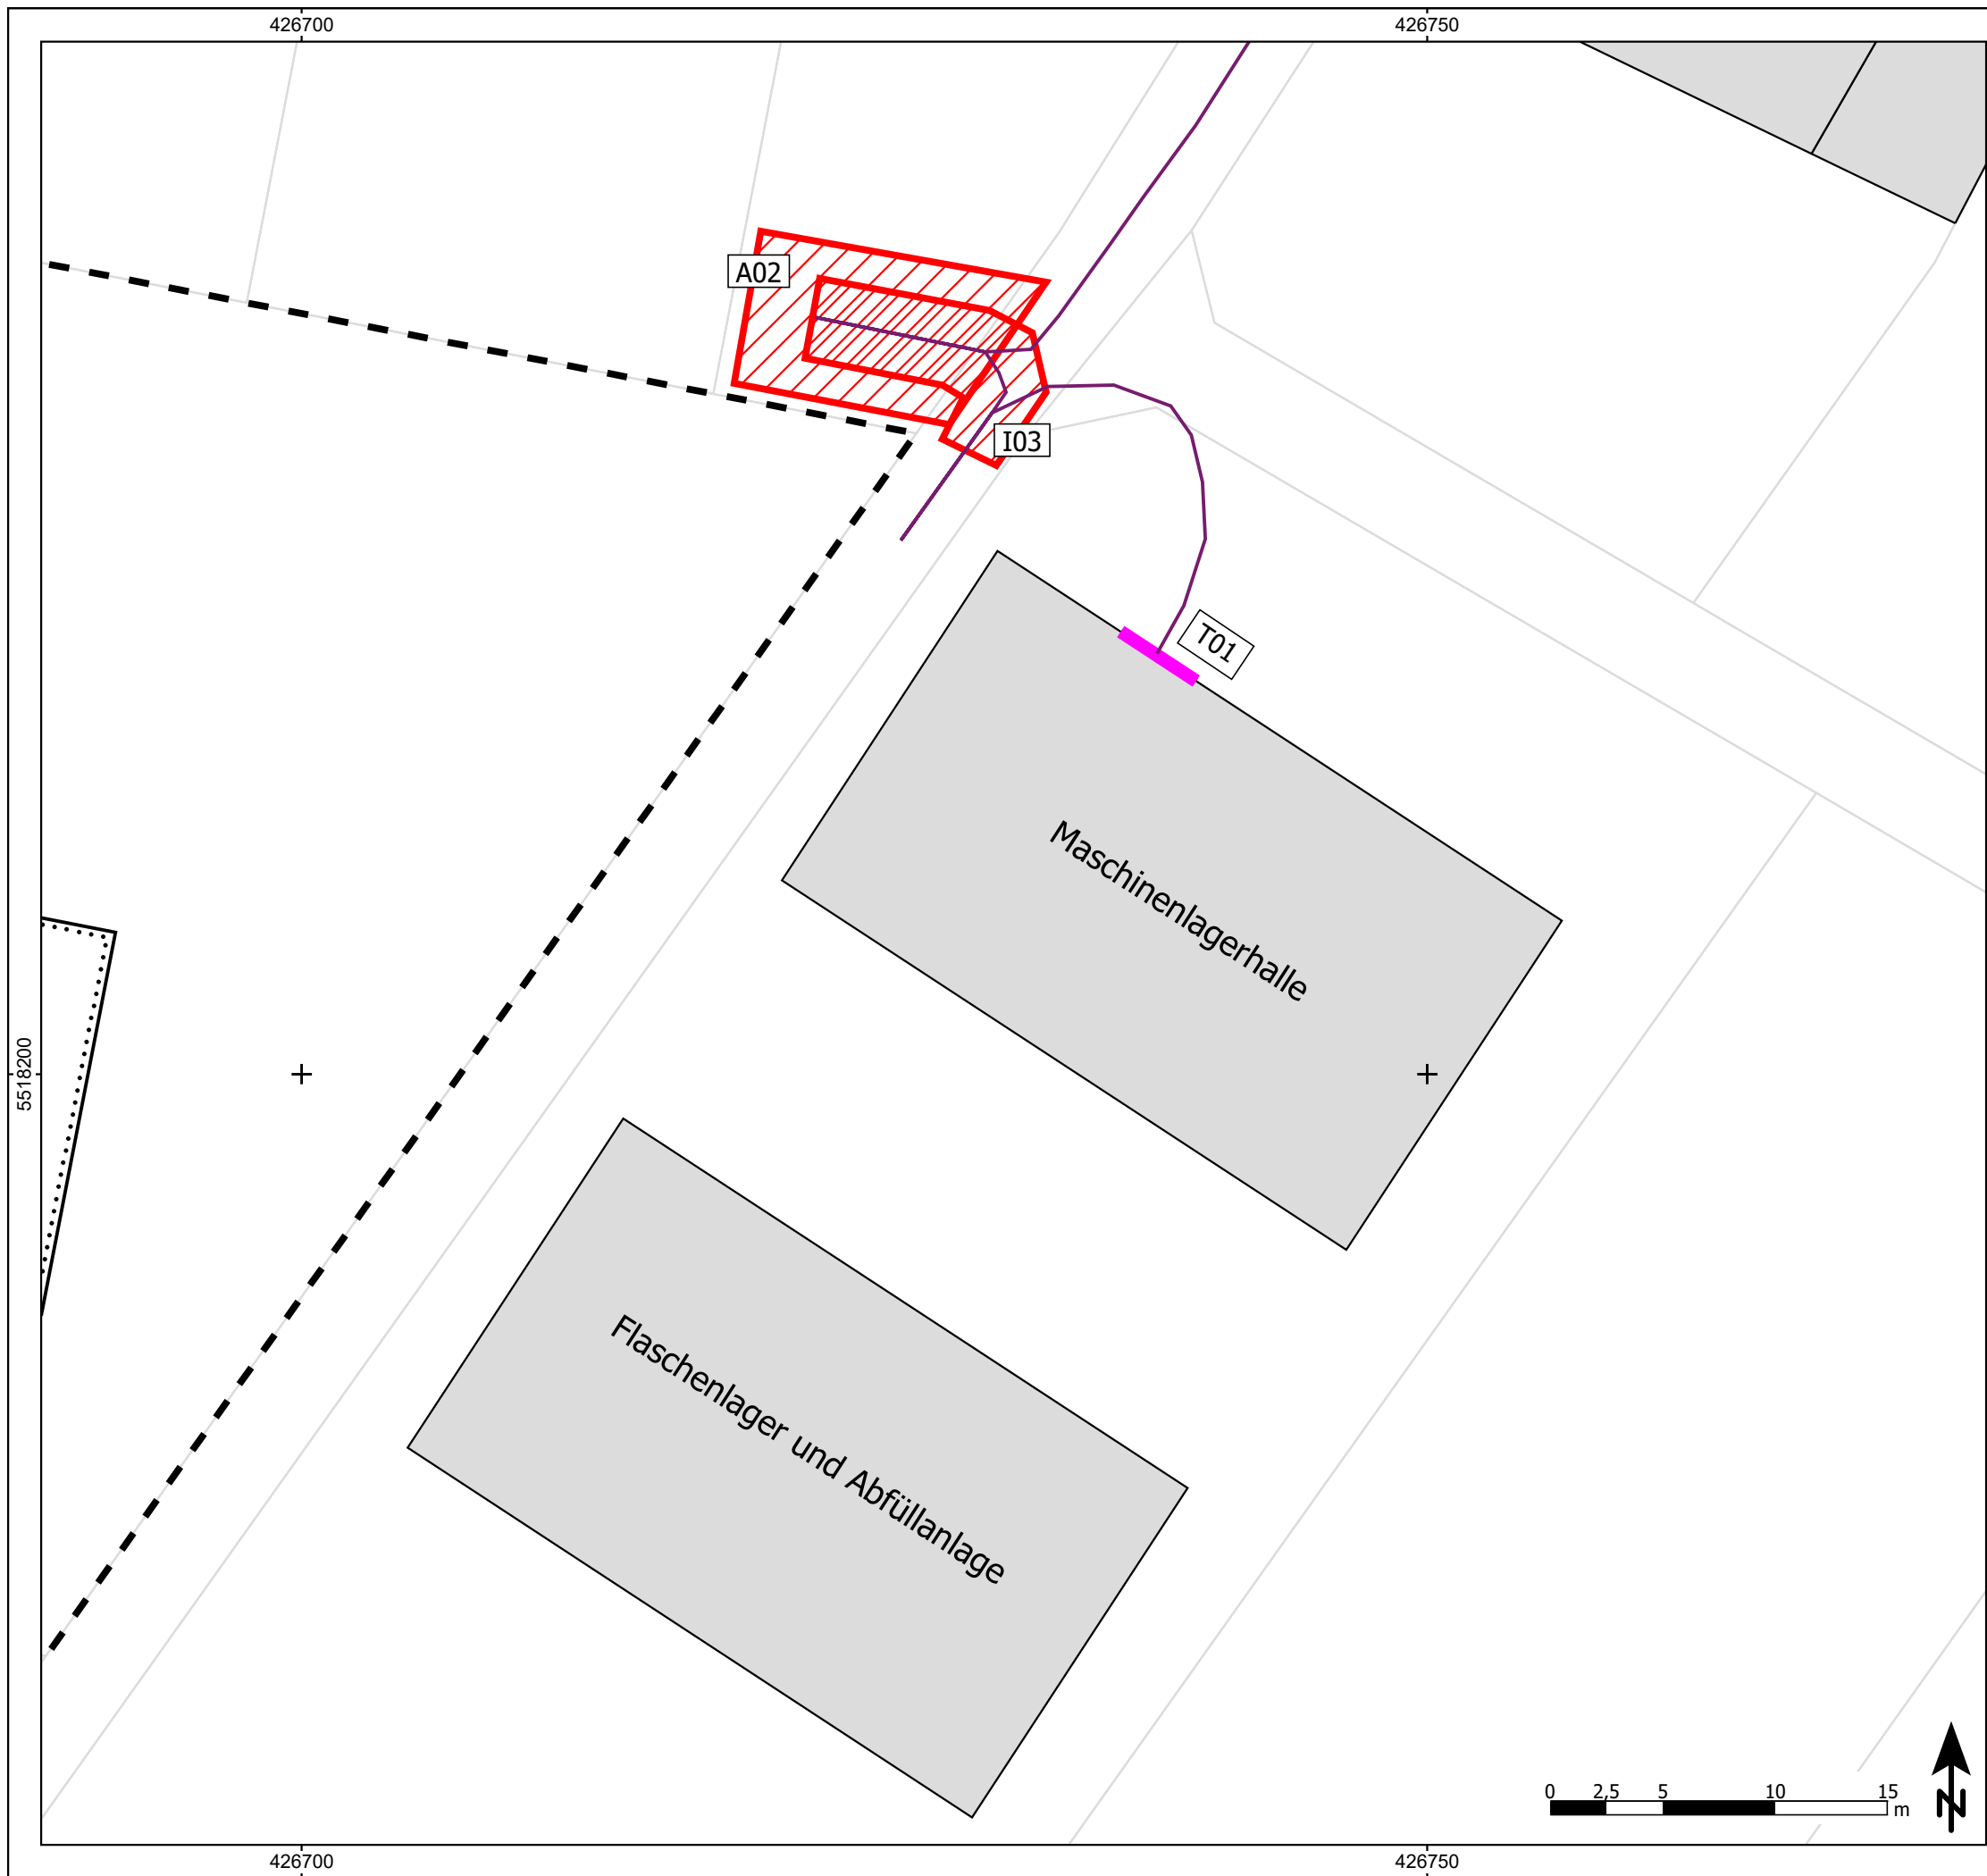 426700
426750
A02
I03
T01
Maschinenlagerhalle
5518200
Flaschenlager und Abfüllanlage
0 2,5 5 10 15 m
N
426700
426750